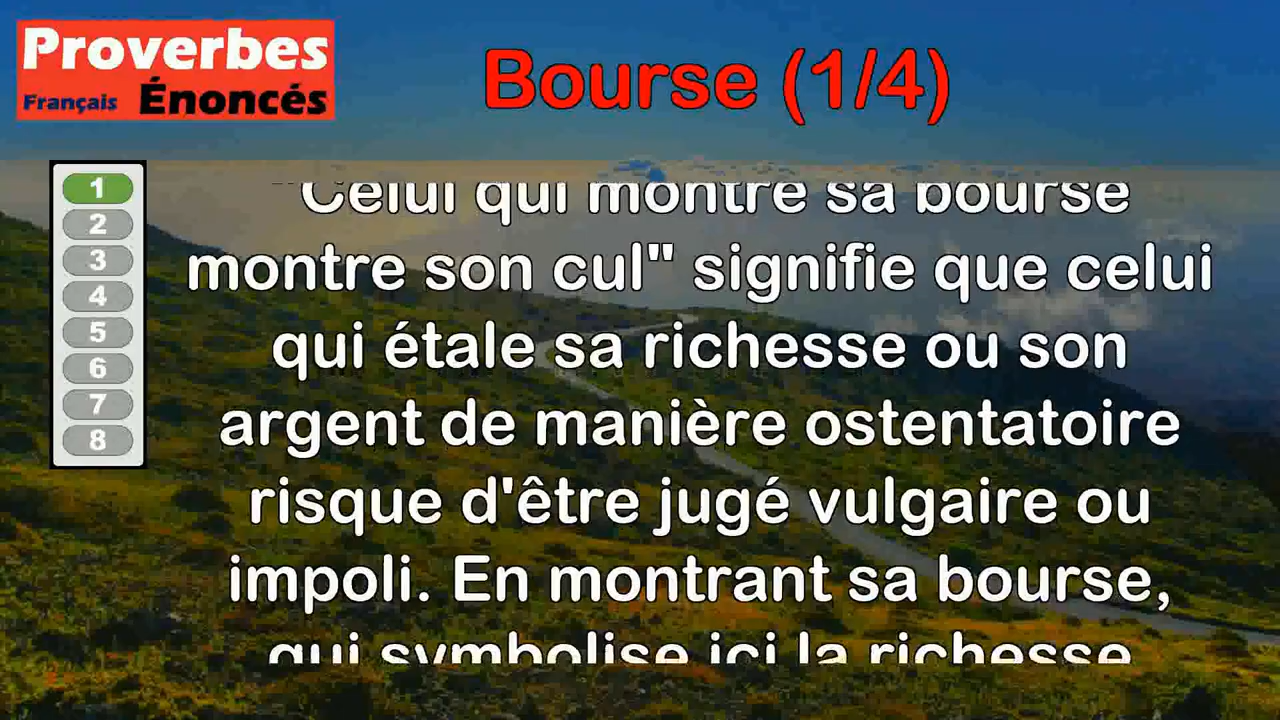 Proverbes
Français Énoncés
Bourse (1/4)
1
2
3
4
5
6
7
8
"Celui qui montre sa bourse
montre son cul" signifie que celui
qui étale sa richesse ou son
argent de manière ostentatoire
risque d'être jugé vulgaire ou
impoli. En montrant sa bourse,
qui symbolise ici la richesse